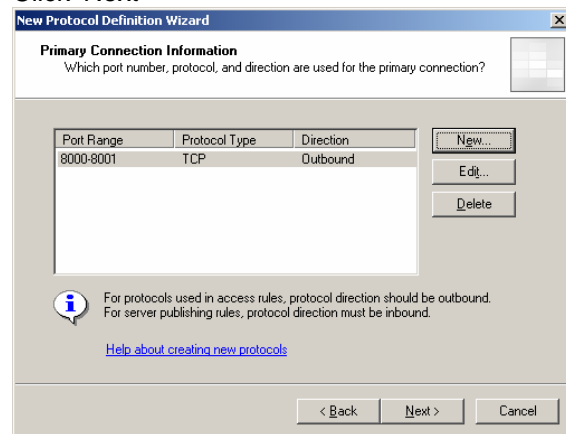 New Protocol Definition Wizard
Primary Connection Information
Which port number, protocol, and direction are used for the primary connection?
Port Range Protocol Type Direction
8000-8001 TCP Outbound
New...
Edit...
Delete
For protocols used in access rules, protocol direction should be outbound.
For server publishing rules, protocol direction must be inbound.
Help about creating new protocols
< Back Next > Cancel